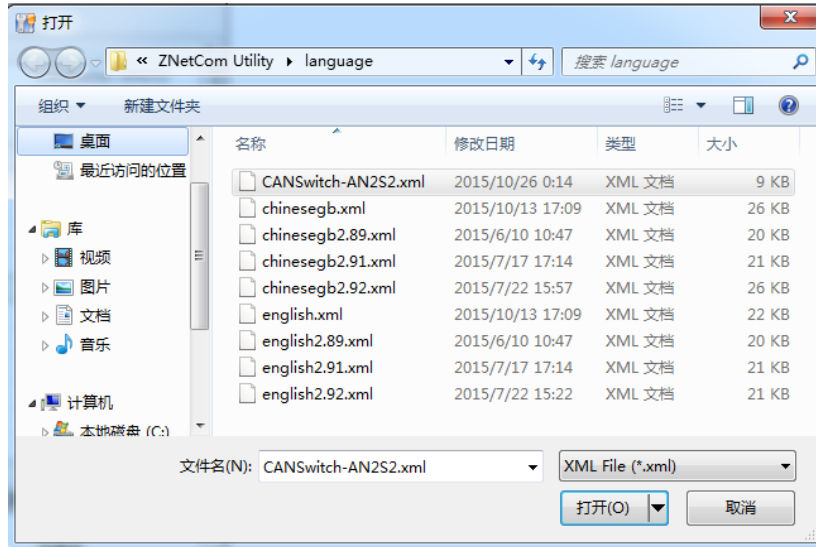 打开
« ZNetCom Utility language
搜索 language
组织 新建文件夹
名称 修改日期 类型 大小
桌面
最近访问的位置
库
视频
图片
文档
音乐
计算机
本地磁盘 (C:)
CANSwitch-AN2S2.xml 2015/10/26 0:14 XML 文档 9 KB
chinesegb.xml 2015/10/13 17:09 XML 文档 26 KB
chinesegb2.89.xml 2015/6/10 10:47 XML 文档 20 KB
chinesegb2.91.xml 2015/7/17 17:14 XML 文档 21 KB
chinesegb2.92.xml 2015/7/22 15:57 XML 文档 26 KB
english.xml 2015/10/13 17:09 XML 文档 22 KB
english2.89.xml 2015/6/10 10:47 XML 文档 20 KB
english2.91.xml 2015/7/17 17:14 XML 文档 21 KB
english2.92.xml 2015/7/22 15:22 XML 文档 21 KB
文件名(N): CANSwitch-AN2S2.xml XML File (*.xml)
打开(O) 取消